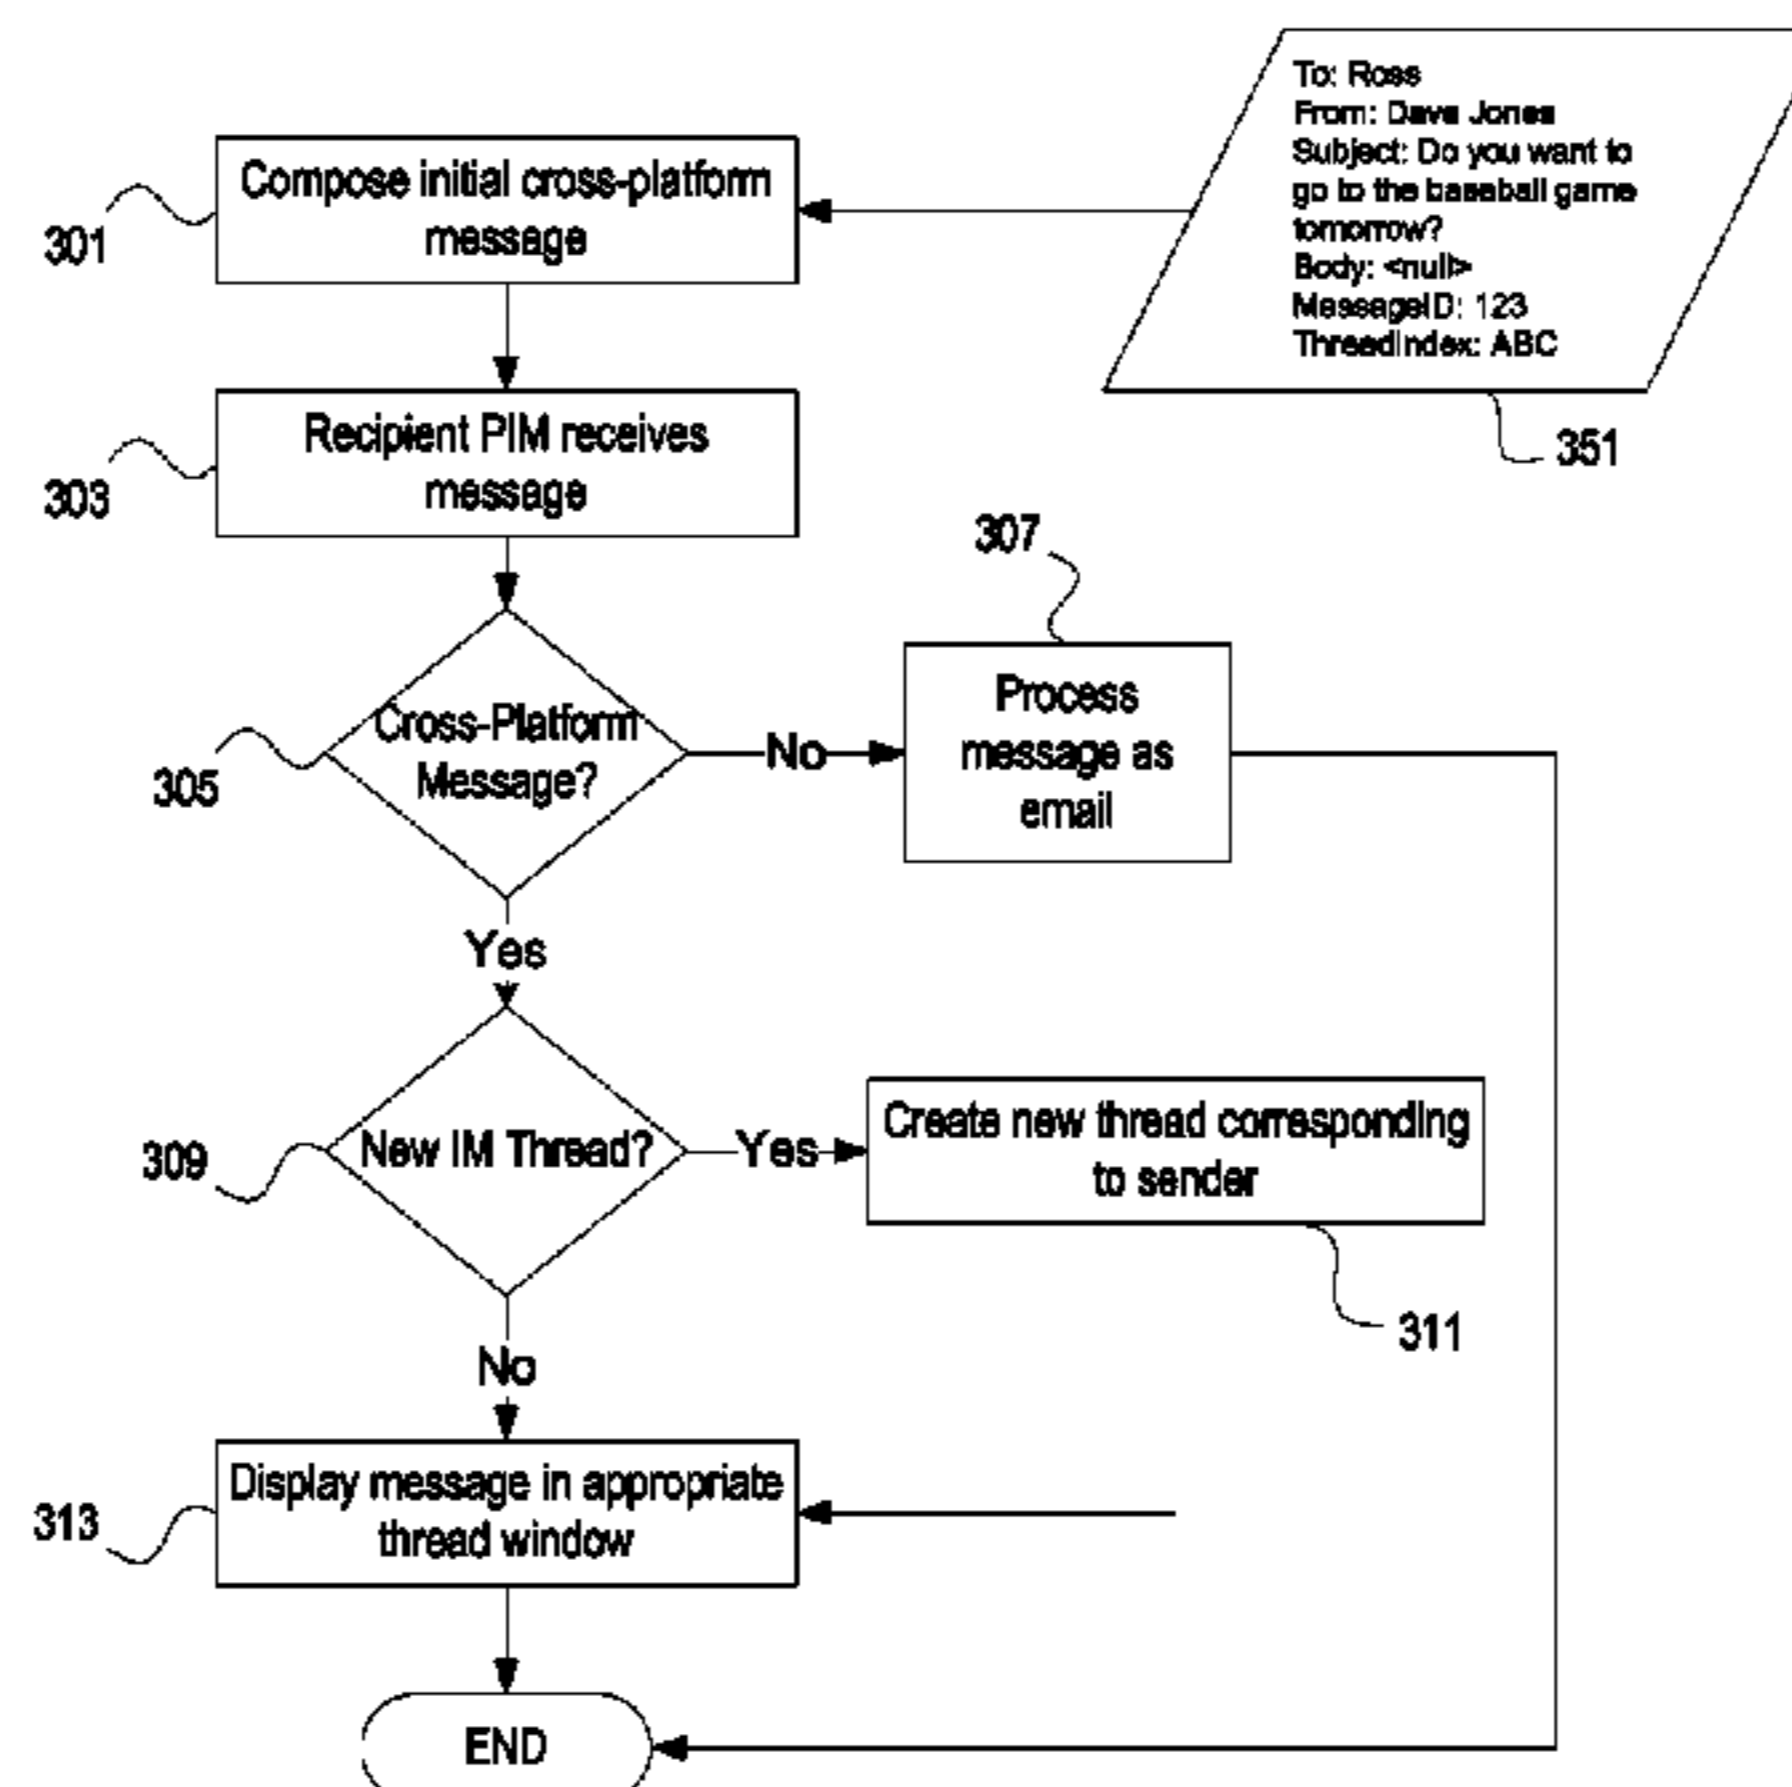 To: Ross
From: Dave Jones
Subject: Do you want to
go to the baseball game
tomorrow?
Body: <null>
MessageID: 123
ThreadIndex: ABC
351
Compose initial cross-platform
message
301
Recipient PIM receives
message
303
307
Cross-Platform
Message?
305
No
Process
message as
email
Yes
New IM Thread?
309
Yes
Create new thread corresponding
to sender
311
No
Display message in appropriate
thread window
313
END